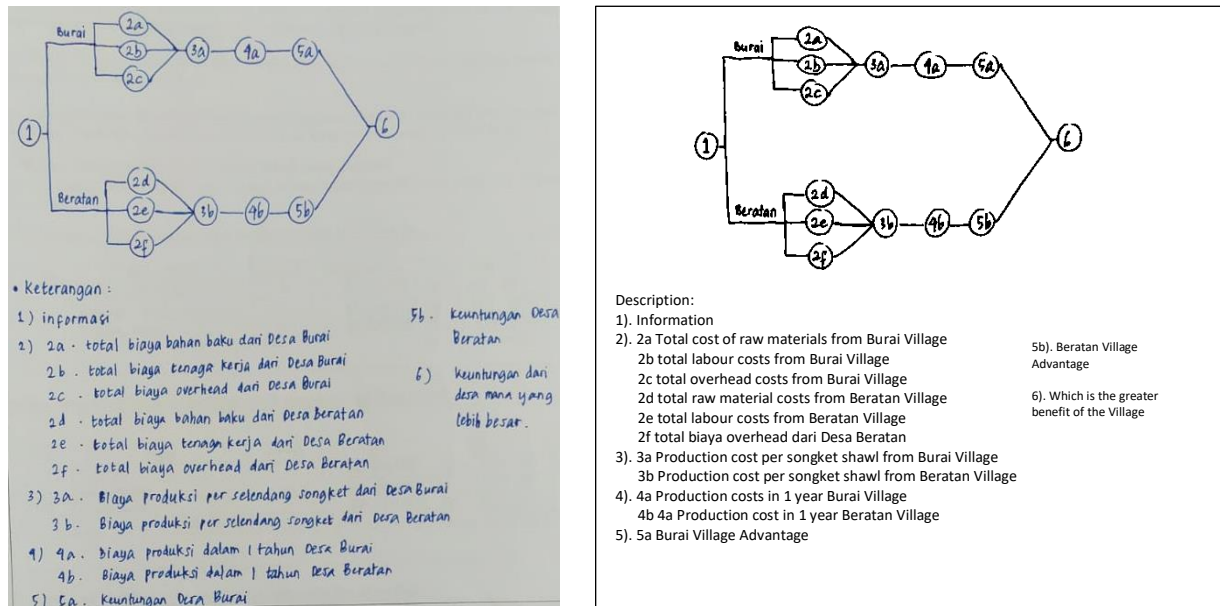 Burai
2a
2b
2c
3a
4a
5a
1
6
Beratan
2d
2e
2f
3b
4b
5b
• Keterangan :
1) informasi
2) 2a. total biaya bahan baku dari Desa Burai
2b. total biaya tenaga kerja dari Desa Burai
2c. total biaya overhead dari Desa Burai
2d. total biaya bahan baku dari Desa Beratan
2e. total biaya tenaga kerja dari Desa Beratan
2f. total biaya overhead dari Desa Beratan
3) 3a. Biaya produksi per selendang songket dari Desa Burai
3b. Biaya produksi per selendang songket dari Desa Beratan
4) 4a. Biaya produksi dalam 1 tahun Desa Burai
4b. Biaya produksi dalam 1 tahun Desa Beratan
5) 5a. Keuntungan Desa Burai
5b. Keuntungan Desa
Beratan
6) Keuntungan dari
desa mana yang
lebih besar.
Burai
2a
2b
2c
3a
4a
5a
1
6
Beratan
2d
2e
2f
3b
4b
5b
Description:
1). Information
2). 2a Total cost of raw materials from Burai Village
2b total labour costs from Burai Village
2c total overhead costs from Burai Village
2d total raw material costs from Beratan Village
2e total labour costs from Beratan Village
2f total biaya overhead dari Desa Beratan
3). 3a Production cost per songket shawl from Burai Village
3b Production cost per songket shawl from Beratan Village
4). 4a Production costs in 1 year Burai Village
4b 4a Production cost in 1 year Beratan Village
5). 5a Burai Village Advantage
5b). Beratan Village
Advantage
6). Which is the greater
benefit of the Village